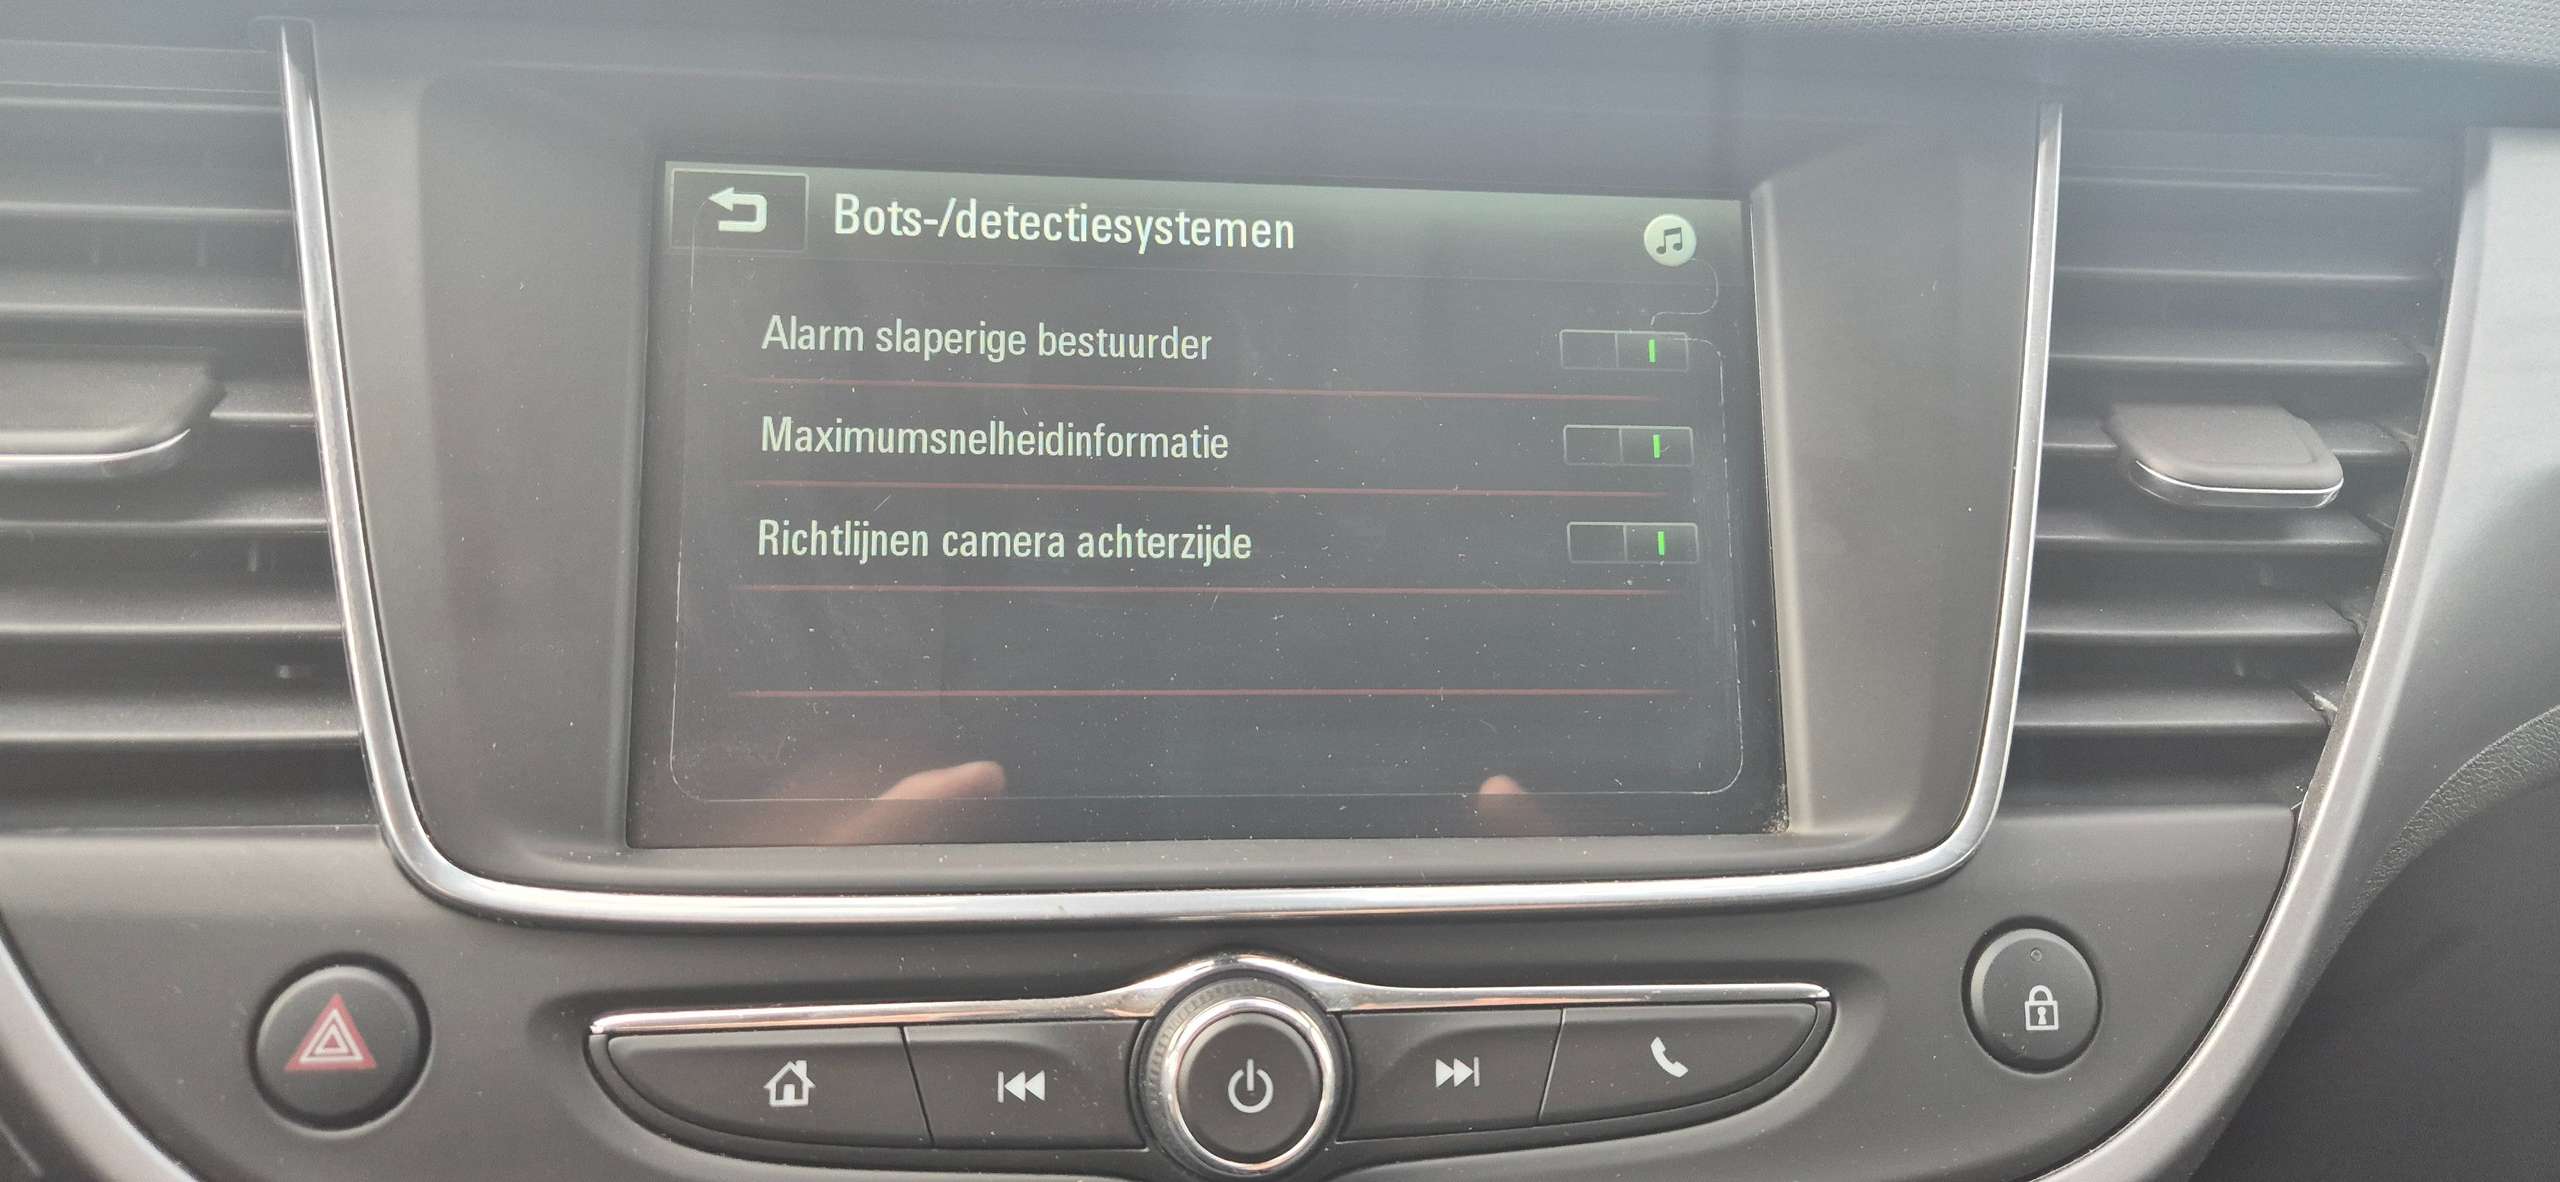 Bots-/detectiesystemen
Alarm slaperige bestuurder
Maximumsnelheidinformatie
Richtlijnen camera achterzijde